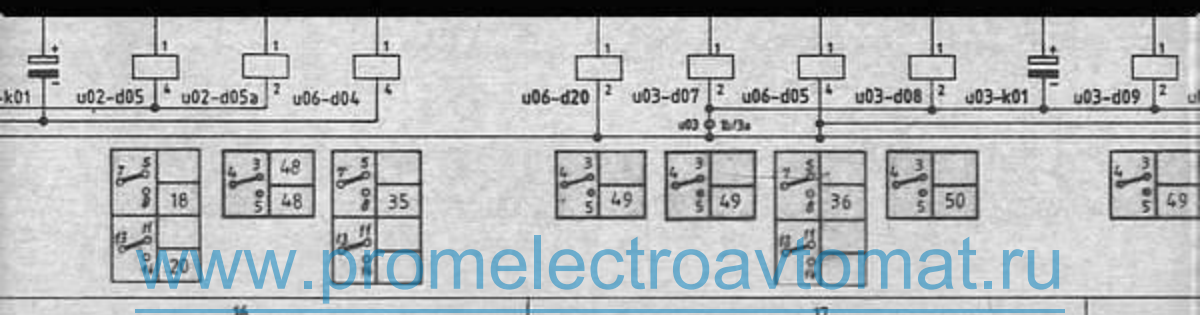 + 1 1 1 1 1 1 1 + 1
- 4 2 4 2 2 2 2 - 2
-k01 u02-d05 u02-d05a u06-d04 u06-d20 u03-d07 u06-d05 u03-d08 u03-k01 u03-d09
u03 1b/3a
7 5 4 3 48 7 5 4 3 4 3 7 5 4 3 4 3
8 18 5 48 8 35 5 49 5 49 8 36 5 50 5 49
13 11 13 11 13 11
14 20
www.promelectroavtomat.ru
16 17